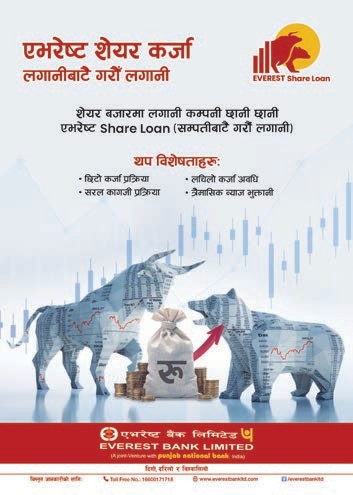 एभरेष्ट शेयर कर्जा
लगानीबाटै गरौँ लगानी
EVEREST Share Loan
शेयर बजारमा लगानी कम्पनी छानी छानी
एभरेष्ट Share Loan (सम्पतीबाटै गरौँ लगानी)
थप विशेषताहरु:
• छिटो कर्जा प्रक्रिया
• लचिलो कर्जा अवधि
• सरल कागजी प्रक्रिया
• त्रैमासिक ब्याज भुक्तानी
रू
एभरेष्ट बैंक लिमिटेड
EVEREST BANK LIMITED
(A joint-Venture with punjab national bank, India)
दिगो, दरिलो र विश्वासिलो
विस्तृत जानकारीको लागि:
Toll Free No.: 16600171718
www.everestbankltd.com
/everestbankltd